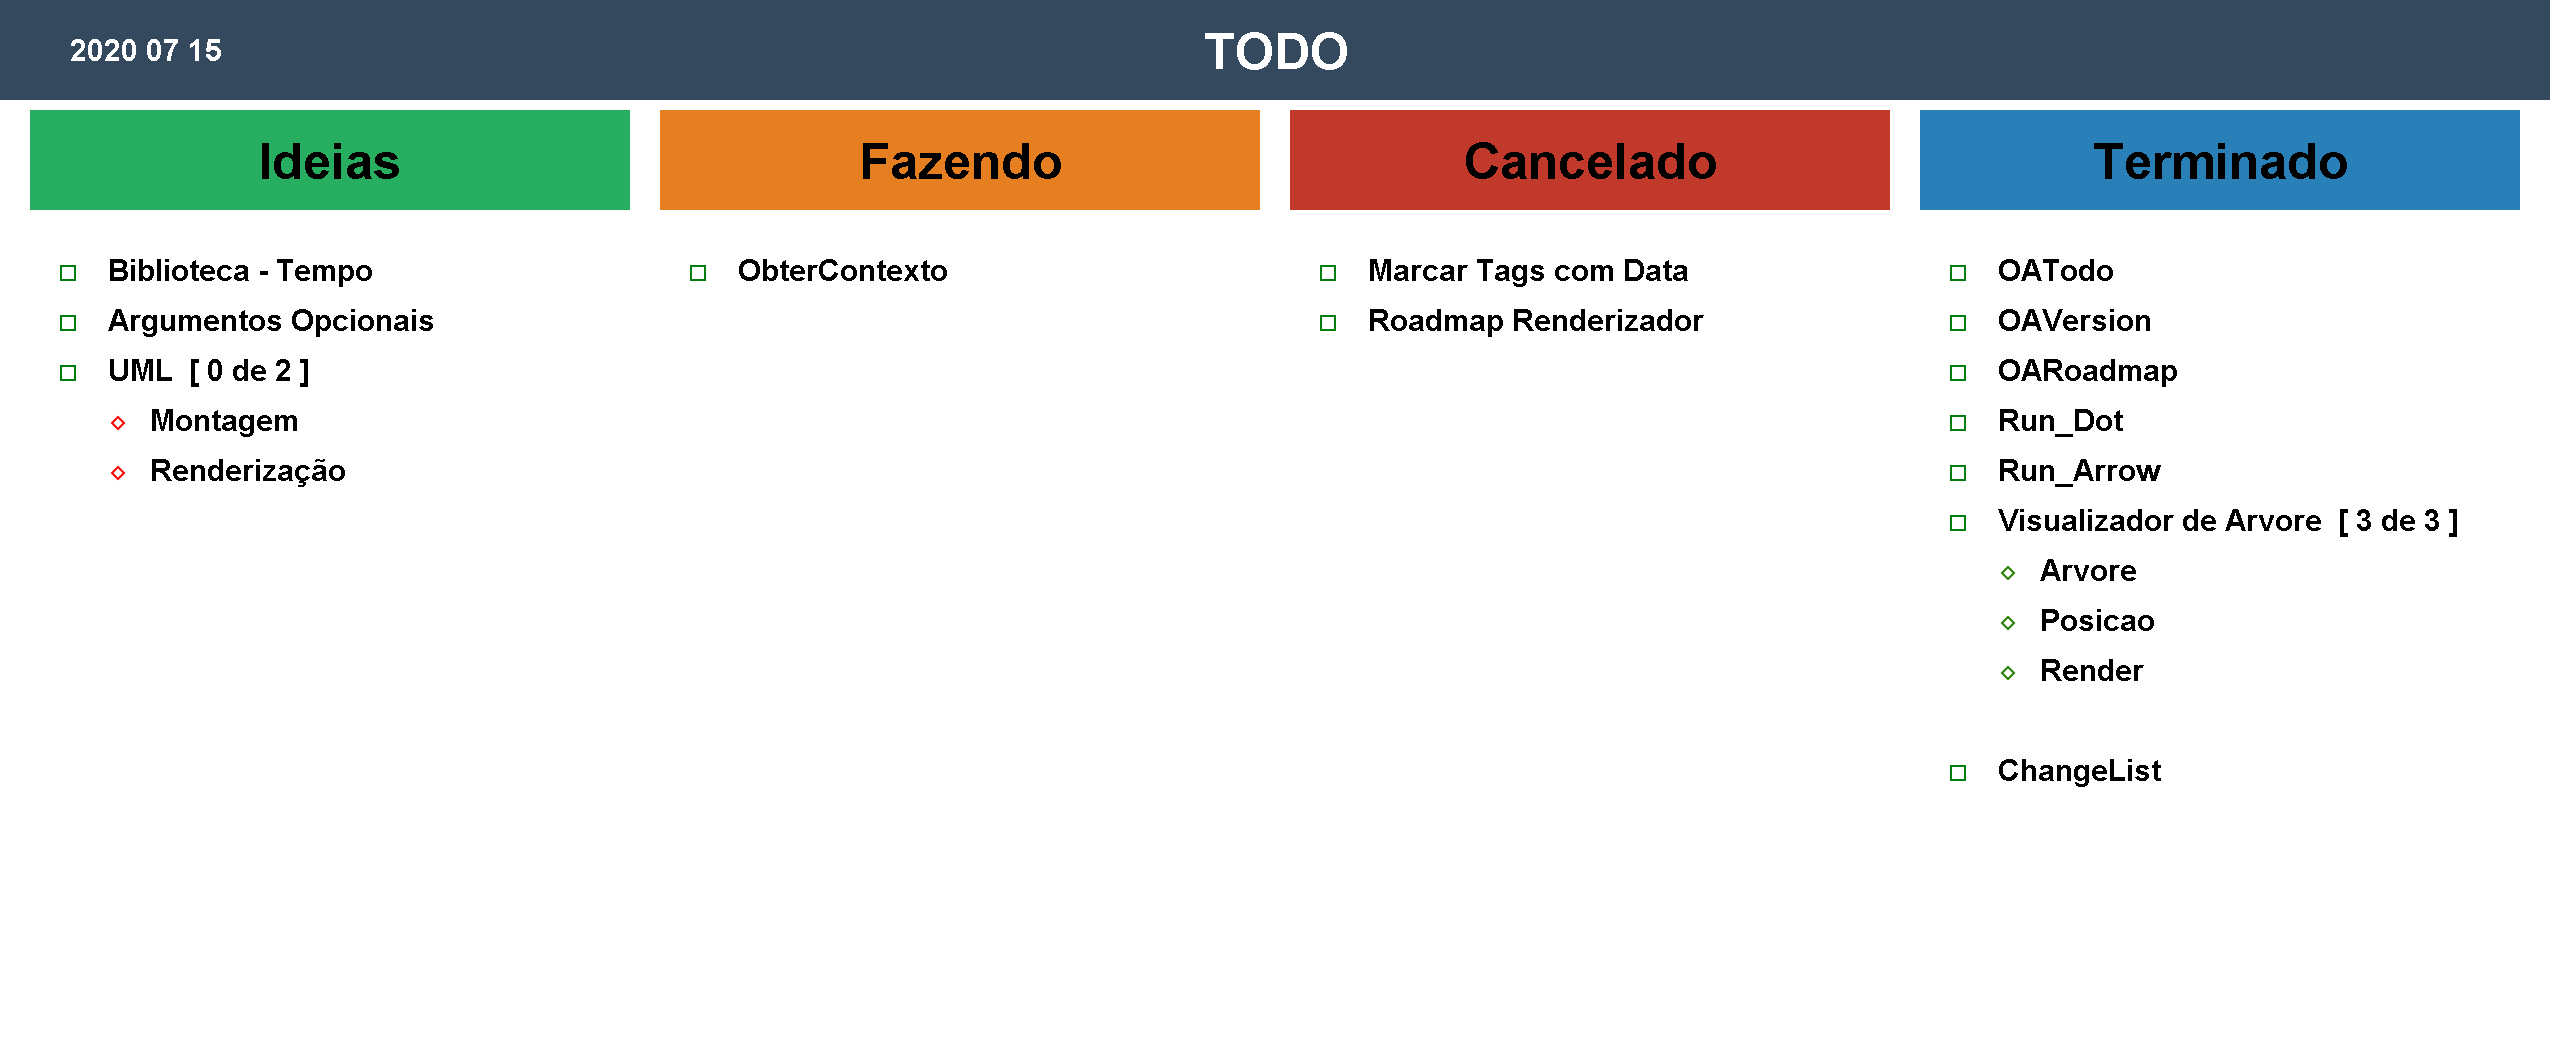 2020 07 15
TODO
Ideias
Biblioteca - Tempo
Argumentos Opcionais
UML [ 0 de 2 ]
Montagem
Renderização
Fazendo
ObterContexto
Cancelado
Marcar Tags com Data
Roadmap Renderizador
Terminado
OATodo
OAVersion
OARoadmap
Run_Dot
Run_Arrow
Visualizador de Arvore [ 3 de 3 ]
Arvore
Posicao
Render
ChangeList